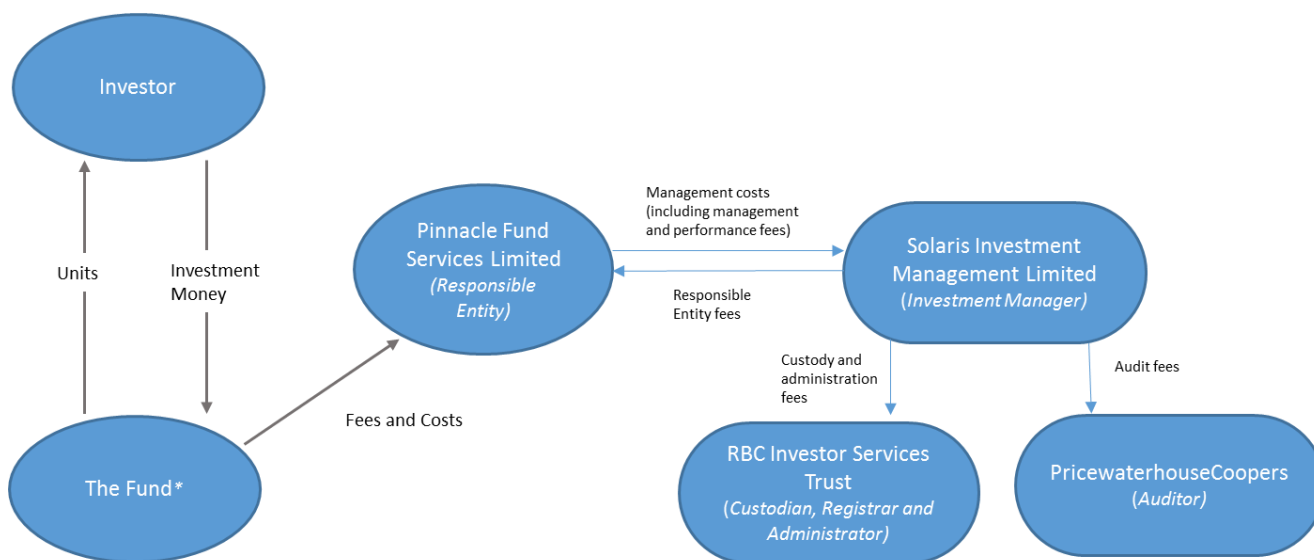 Investor
Units
Investment
Money
The Fund*
Fees and Costs
Pinnacle Fund
Services Limited
(Responsible
Entity)
Management costs
(including management
and performance fees)
Responsible
Entity fees
Solaris Investment
Management Limited
(Investment Manager)
Custody and
administration
fees
Audit fees
RBC Investor Services
Trust
(Custodian, Registrar and
Administrator)
PricewaterhouseCoopers
(Auditor)